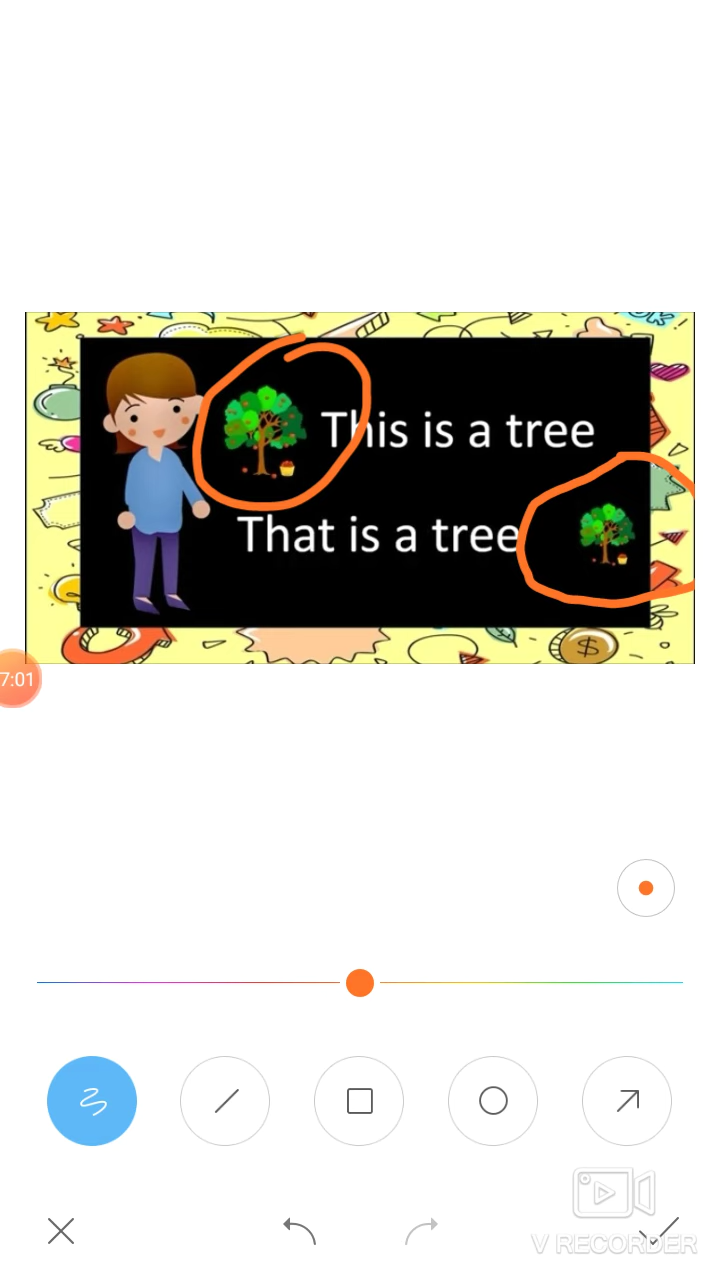 This is a tree
That is a tree
7:01
$
V RECORDER